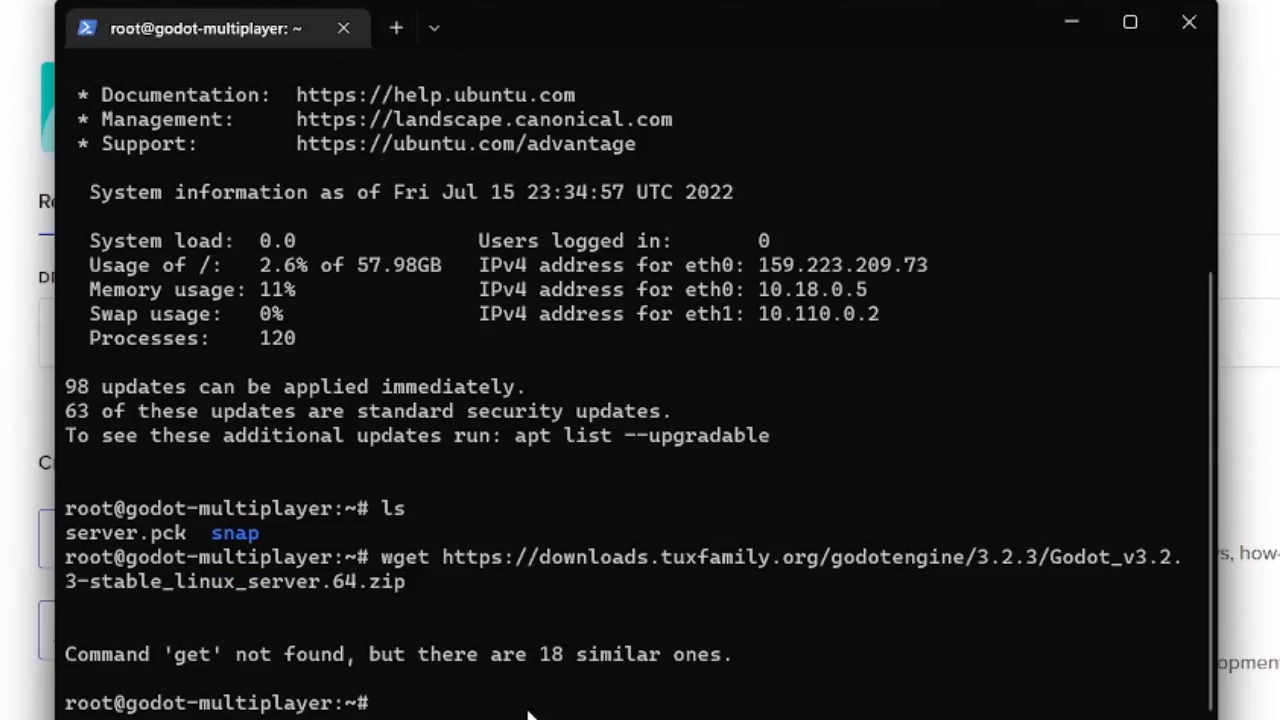 root@godot-multiplayer: ~
* Documentation: https://help.ubuntu.com
* Management: https://landscape.canonical.com
* Support: https://ubuntu.com/advantage
System information as of Fri Jul 15 23:34:57 UTC 2022
System load: 0.0 Users logged in: 0
Usage of /: 2.6% of 57.98GB IPv4 address for eth0: 159.223.209.73
Memory usage: 11% IPv4 address for eth0: 10.18.0.5
Swap usage: 0% IPv4 address for eth1: 10.110.0.2
Processes: 120
98 updates can be applied immediately.
63 of these updates are standard security updates.
To see these additional updates run: apt list --upgradable
root@godot-multiplayer:~# ls
server.pck snap
root@godot-multiplayer:~# wget https://downloads.tuxfamily.org/godotengine/3.2.3/Godot_v3.2.
3-stable_linux_server.64.zip
Command 'get' not found, but there are 18 similar ones.
root@godot-multiplayer:~#